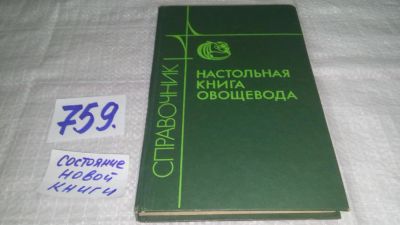 759.
состояние
новой
книги
СПРАВОЧНИК
НАСТОЛЬНАЯ
КНИГА
ОВОЩЕВОДА